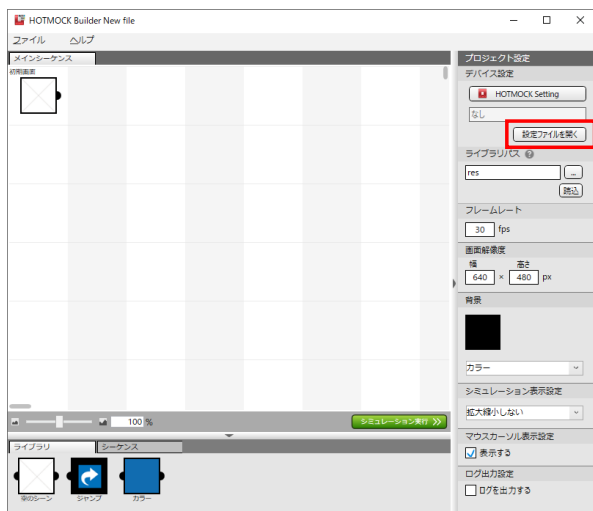 HOTMOCK Builder New file
ファイル ヘルプ
メインシーケンス
初期画面
100 %
シミュレーション実行
ライブラリ シーケンス
空のシーン ジャンプ カラー
プロジェクト設定
デバイス設定
HOTMOCK Setting
なし
設定ファイルを開く
ライブラリパス ?
res ...
読込
フレームレート
30 fps
画面解像度
幅 高さ
640 × 480 px
背景
カラー
シミュレーション表示設定
拡大縮小しない
マウスカーソル表示設定
表示する
ログ出力設定
ログを出力する